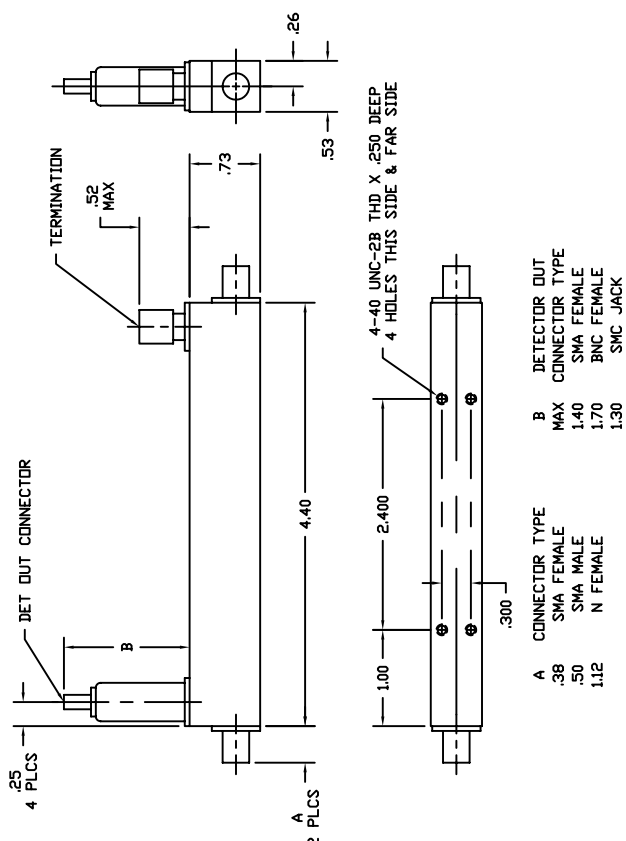 .26
.53
TERMINATION
.52
MAX
.73
DET OUT CONNECTOR
B
4.40
.25
4 PLCS
A
2 PLCS
4-40 UNC-2B THD X .250 DEEP
4 HOLES THIS SIDE & FAR SIDE
2.400
1.00
.300
A CONNECTOR TYPE
.38 SMA FEMALE
.50 SMA MALE
1.12 N FEMALE
B DETECTOR OUT
MAX CONNECTOR TYPE
1.40 SMA FEMALE
1.70 BNC FEMALE
1.30 SMC JACK